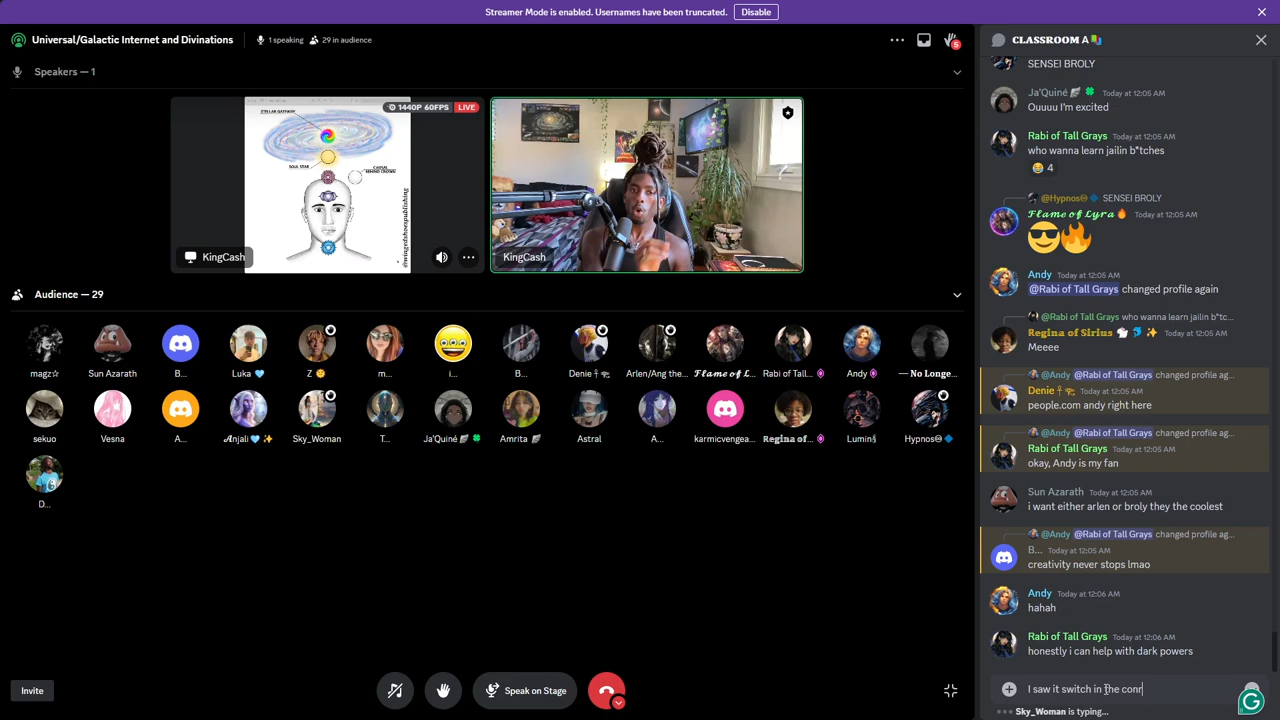 Streamer Mode is enabled. Usernames have been truncated. Disable
Universal/Galactic Internet and Divinations
1 speaking 29 in audience
5
Speakers — 1
1440P 60FPS LIVE
STELLAR GATEWAY
SOUL STAR
CAUSAL
BEHIND CROWN
@wingedshoespublishing
KingCash
KingCash
Audience — 29
magz☆ Sun Azarath B... Luka 🩵 Z 🌞 m... i... B... Denie Arlen/Ang the... 𝓕𝓵𝓪𝓶𝓮 𝓸𝓯 𝓛... Rabi of Tall... Andy — No Longe...
sekuo Vesna A... 𝓐njali🩵✨ Sky_Woman T... Ja'Quiné 🪽🍀 Amrita 🪽 Astral A... karmicvengea... ℝ𝕖𝕘𝕚𝕟𝕒 𝕠𝕗... Lumin§ Hypnos♾🔷
D...
Invite
Speak on Stage
𝐂𝐋𝐀𝐒𝐒𝐑𝐎𝐎𝐌 𝐀
SENSEI BROLY
Ja'Quiné 🪽🍀 Today at 12:05 AM
Ouuuu I'm excited
Rabi of Tall Grays Today at 12:05 AM
who wanna learn jailin b*tches
😂 4
@Hypnos♾🔷 SENSEI BROLY
𝓕𝓵𝓪𝓶𝓮 𝓸𝓯 𝓛𝔂𝓻𝓪🔥 Today at 12:05 AM
😎🔥
Andy Today at 12:05 AM
@Rabi of Tall Grays changed profile again
@Rabi of Tall Grays who wanna learn jailin b*tc...
ℝ𝕖𝕘𝕚𝕟𝕒 𝕠𝕗 𝕊𝕚𝕣𝕚𝕦𝕤 Today at 12:05 AM
Meeee
@Andy @Rabi of Tall Grays changed profile ag...
Denie Today at 12:05 AM
people.com andy right here
@Andy @Rabi of Tall Grays changed profile ag...
Rabi of Tall Grays Today at 12:05 AM
okay, Andy is my fan
Sun Azarath Today at 12:05 AM
i want either arlen or broly they the coolest
@Andy @Rabi of Tall Grays changed profile ag...
B... Today at 12:05 AM
creativity never stops lmao
Andy Today at 12:06 AM
hahah
Rabi of Tall Grays Today at 12:06 AM
honestly i can help with dark powers
I saw it switch in the conr
Sky_Woman is typing...